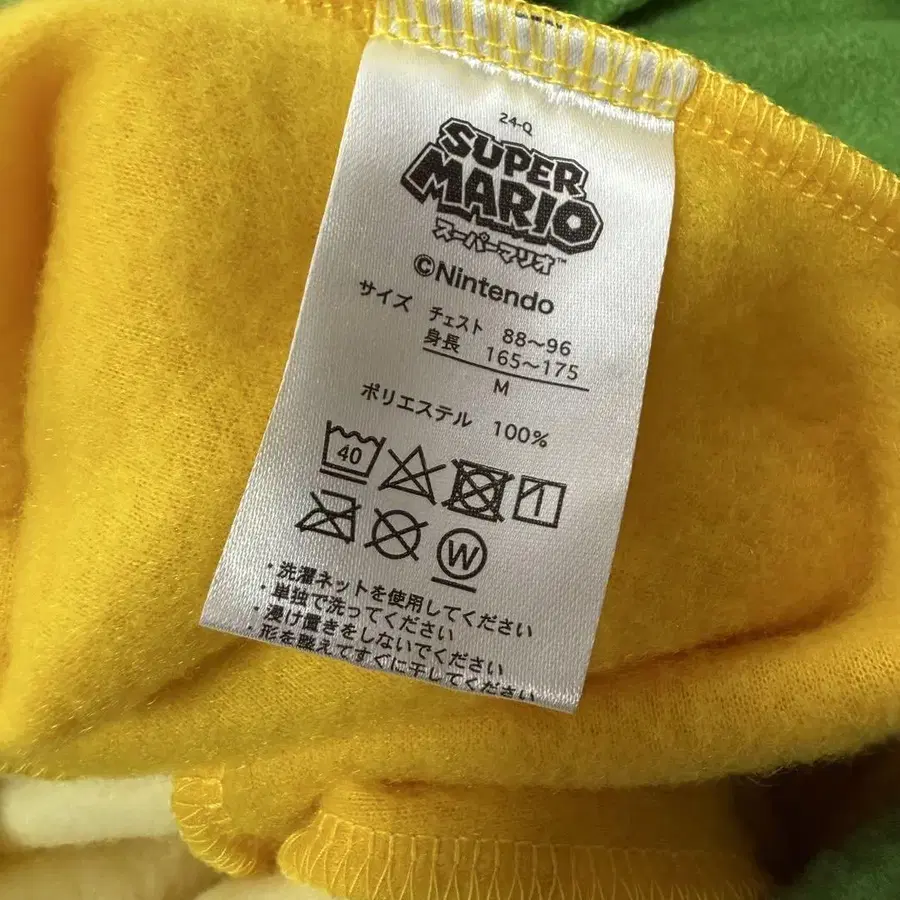 24-Q
SUPER
MARIO
スーパーマリオ™
©Nintendo
サイズ チェスト 88～96
身長 165～175
M
ポリエステル 100%
40
W
・洗濯ネットを使用してください
・単独で洗ってください
・浸け置きをしないでください
・形を整えてすぐに干してください